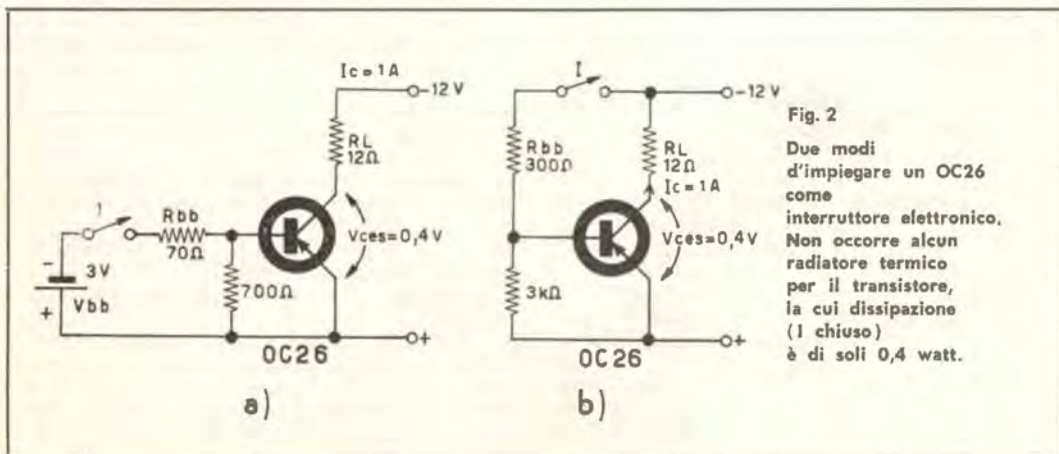 Ic = 1A
-12 V
RL
12Ω
Rbb
70Ω
Vces=0,4V
I
-
3V
Vbb
+
700Ω
+
OC26
a)
I
-12 V
Rbb
300Ω
RL
12Ω
Ic = 1A
Vces=0,4V
3kΩ
+
OC26
b)
Fig. 2
Due modi
d'impiegare un OC26
come
interruttore elettronico.
Non occorre alcun
radiatore termico
per il transistore,
la cui dissipazione
(I chiuso)
è di soli 0,4 watt.